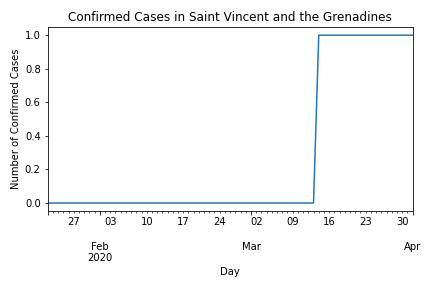 Confirmed Cases in Saint Vincent and the Grenadines
Number of Confirmed Cases
1.0
0.8
0.6
0.4
0.2
0.0
27 03 10 17 24 02 09 16 23 30
Feb Mar Apr
2020
Day